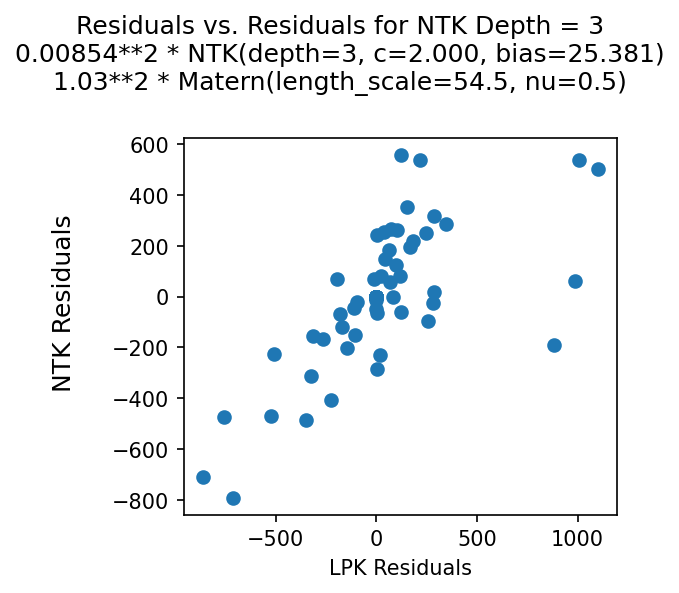 Residuals vs. Residuals for NTK Depth = 3
0.00854**2 * NTK(depth=3, c=2.000, bias=25.381)
1.03**2 * Matern(length_scale=54.5, nu=0.5)
600
400
200
0
−200
−400
−600
−800
NTK Residuals
−500
0
500
1000
LPK Residuals